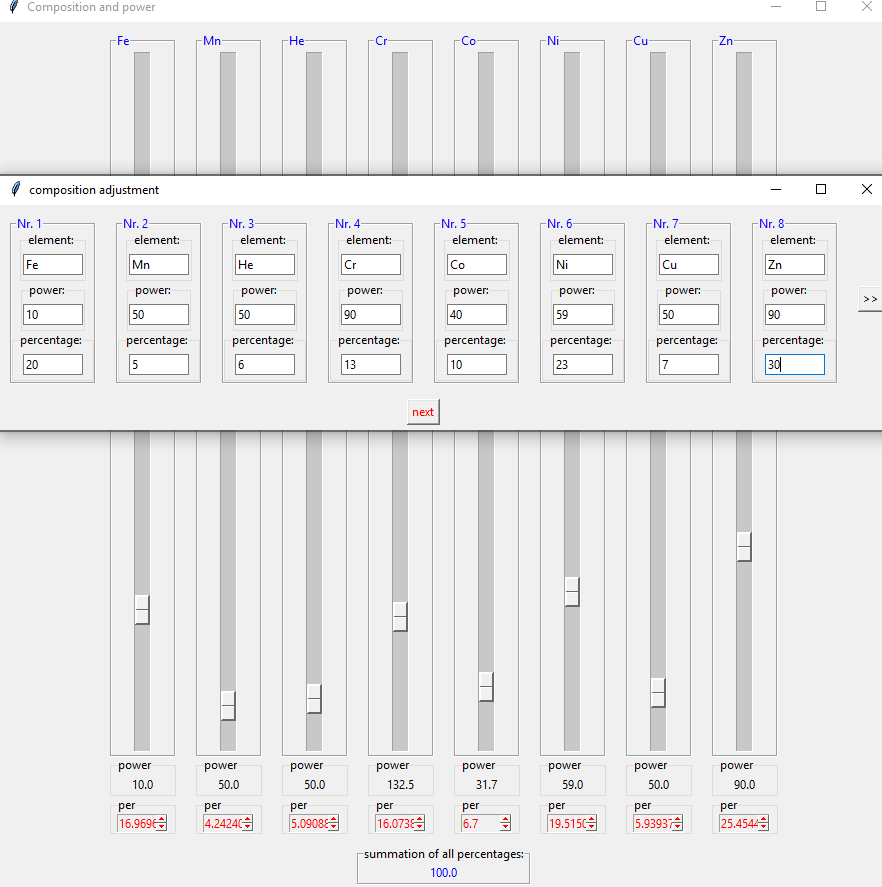 Composition and power
Fe Mn He Cr Co Ni Cu Zn
composition adjustment
Nr. 1 Nr. 2 Nr. 3 Nr. 4 Nr. 5 Nr. 6 Nr. 7 Nr. 8
element: element: element: element: element: element: element: element:
Fe Mn He Cr Co Ni Cu Zn
power: power: power: power: power: power: power: power:
>>
10 50 50 90 40 59 50 90
percentage: percentage: percentage: percentage: percentage: percentage: percentage: percentage:
20 5 6 13 10 23 7 30
next
power power power power power power power power
10.0 50.0 50.0 132.5 31.7 59.0 50.0 90.0
per per per per per per per per
16.9696 4.24240 5.09088 16.0738 6.7 19.5150 5.93937 25.4544
summation of all percentages:
100.0